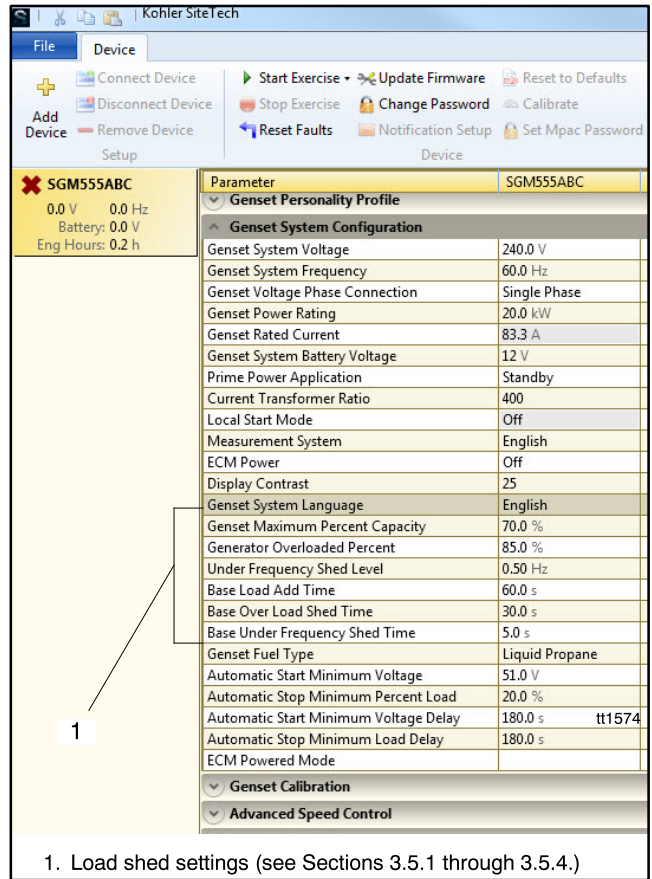 Kohler SiteTech
File Device
Add Device
Connect Device
Disconnect Device
Remove Device
Setup
Start Exercise
Stop Exercise
Reset Faults
Update Firmware
Change Password
Notification Setup
Reset to Defaults
Calibrate
Set Mpac Password
Device
SGM555ABC
0.0 V 0.0 Hz
Battery: 0.0 V
Eng Hours: 0.2 h
Parameter SGM555ABC
Genset Personality Profile
Genset System Configuration
Genset System Voltage 240.0 V
Genset System Frequency 60.0 Hz
Genset Voltage Phase Connection Single Phase
Genset Power Rating 20.0 kW
Genset Rated Current 83.3 A
Genset System Battery Voltage 12 V
Prime Power Application Standby
Current Transformer Ratio 400
Local Start Mode Off
Measurement System English
ECM Power Off
Display Contrast 25
Genset System Language English
Genset Maximum Percent Capacity 70.0 %
Generator Overloaded Percent 85.0 %
Under Frequency Shed Level 0.50 Hz
Base Load Add Time 60.0 s
Base Over Load Shed Time 30.0 s
Base Under Frequency Shed Time 5.0 s
Genset Fuel Type Liquid Propane
Automatic Start Minimum Voltage 51.0 V
Automatic Stop Minimum Percent Load 20.0 %
Automatic Start Minimum Voltage Delay 180.0 s tt1574
Automatic Stop Minimum Load Delay 180.0 s
ECM Powered Mode
Genset Calibration
Advanced Speed Control
1
1. Load shed settings (see Sections 3.5.1 through 3.5.4.)